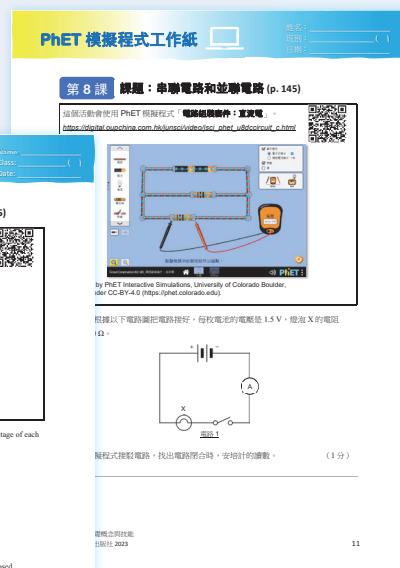 PhET 模擬程式工作紙
姓名：
班別： ( )
日期：
第 8 課 課題：串聯電路和並聯電路 (p. 145)
這個活動會使用 PhET 模擬程式「電路組裝套件：直流電」。
https://digital.oupchina.com.hk/junsci/video/jsci_phet_u8dccircuit_c.html
PhET
by PhET Interactive Simulations, University of Colorado Boulder,
der CC-BY-4.0 (https://phet.colorado.edu).
根據以下電路圖把電路接好，每枚電池的電壓是 1.5 V，燈泡 X 的電阻
Ω。
+ −
A
X
電路 1
擬程式接駁電路，找出電路閉合時，安培計的讀數。 （1 分）
概念與技能
出版社 2023
11
Name:
Class: ( )
Date:
tage of each